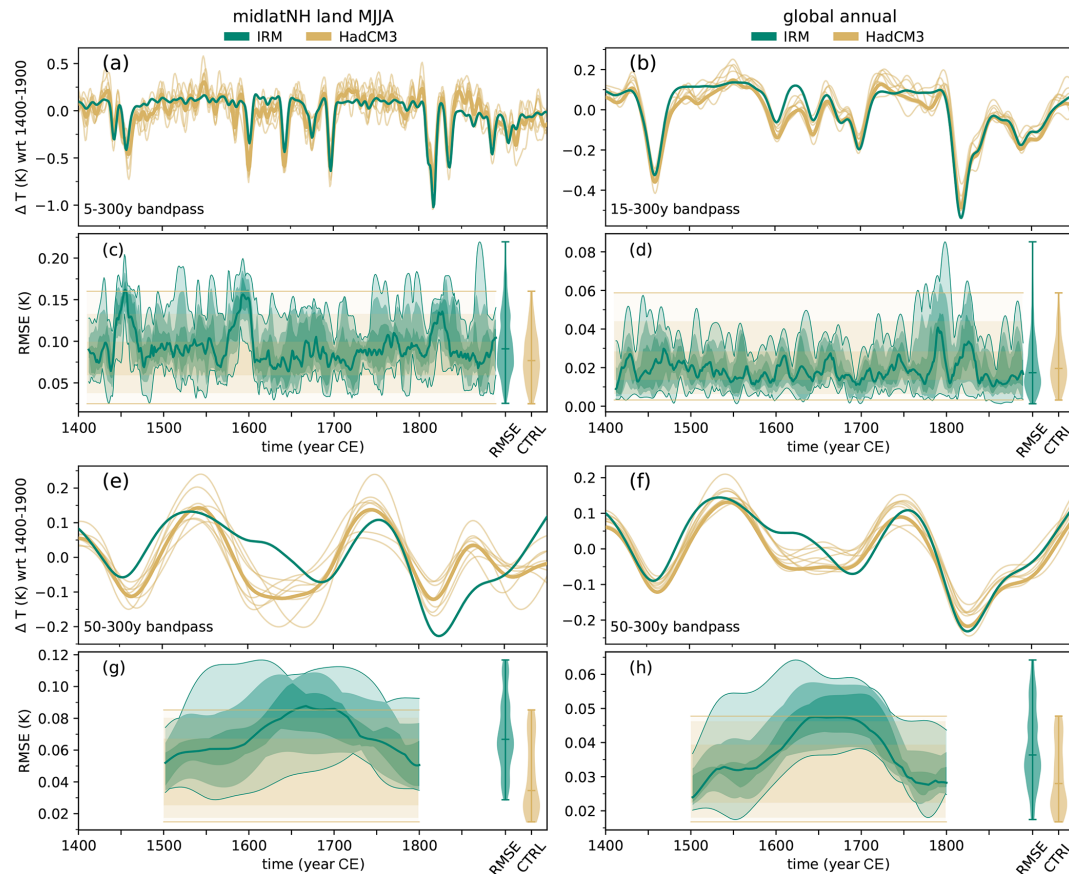 midlatNH land MJJA
IRM HadCM3
global annual
IRM HadCM3
(a)
0.5
0.0
−0.5
−1.0
Δ T (K) wrt 1400-1900
5-300y bandpass
(b)
0.2
0.0
−0.2
−0.4
15-300y bandpass
(c)
0.20
0.15
0.10
0.05
RMSE (K)
1400 1500 1600 1700 1800
time (year CE)
RMSE
CTRL
(d)
0.08
0.06
0.04
0.02
0.00
1400 1500 1600 1700 1800
time (year CE)
RMSE
CTRL
(e)
0.2
0.1
0.0
−0.1
−0.2
Δ T (K) wrt 1400-1900
50-300y bandpass
(f)
0.2
0.1
0.0
−0.1
−0.2
50-300y bandpass
(g)
0.12
0.10
0.08
0.06
0.04
0.02
RMSE (K)
1400 1500 1600 1700 1800
time (year CE)
RMSE
CTRL
(h)
0.06
0.05
0.04
0.03
0.02
1400 1500 1600 1700 1800
time (year CE)
RMSE
CTRL